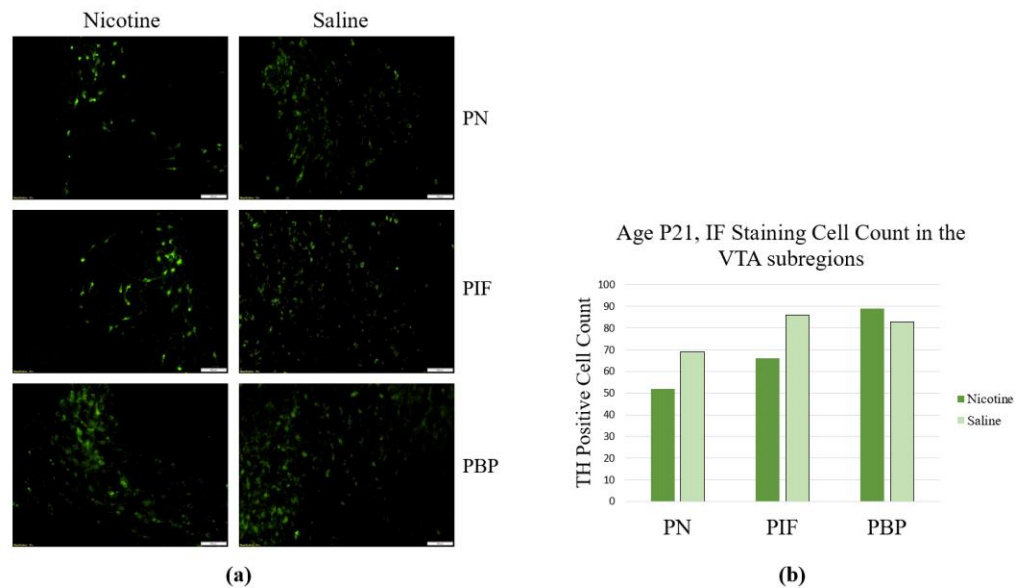 Nicotine
Saline
PN
PIF
PBP
(a)
Age P21, IF Staining Cell Count in the
VTA subregions
TH Positive Cell Count
100
90
80
70
60
50
40
30
20
10
0
PN
PIF
PBP
Nicotine
Saline
(b)